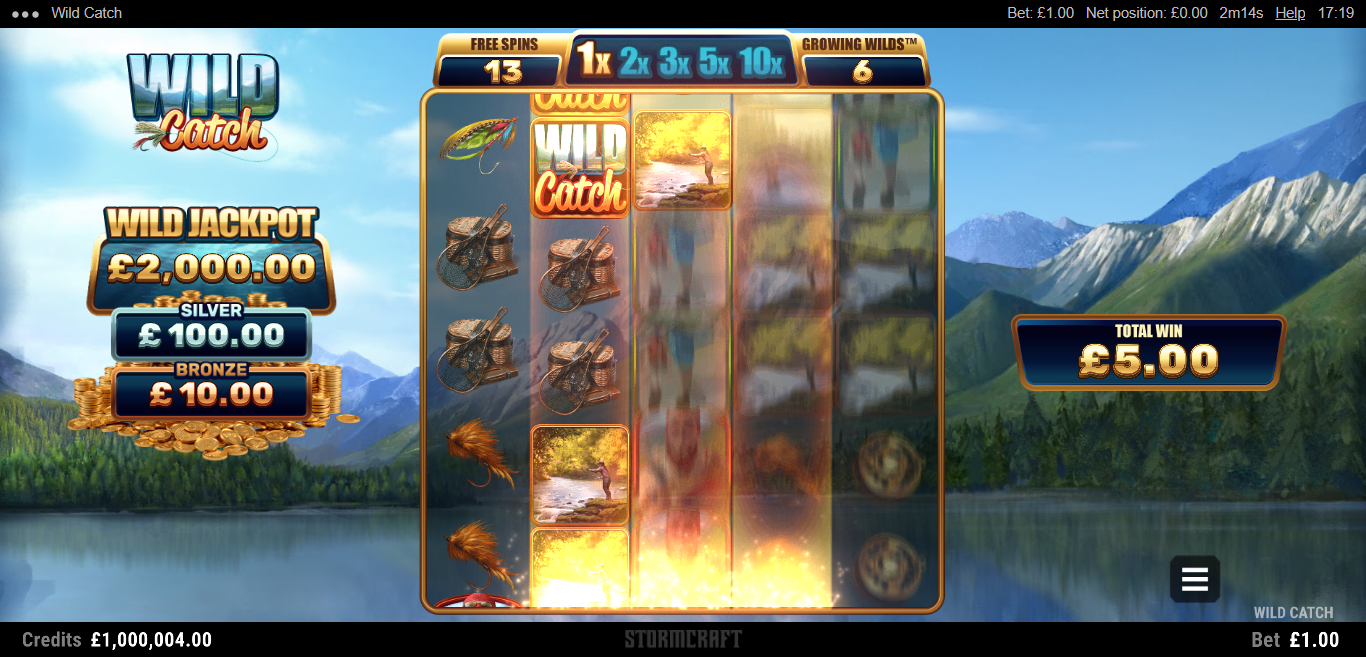 Wild Catch
Bet: £1.00 Net position: £0.00 2m14s Help 17:19
WILD
Catch
FREE SPINS
13
1x 2x 3x 5x 10x
GROWING WILDS™
6
Catch
WILD
Catch
WILD JACKPOT
£2,000.00
SILVER
£100.00
BRONZE
£10.00
TOTAL WIN
£5.00
WILD CATCH
Credits £1,000,004.00
STORMCRAFT
Bet £1.00